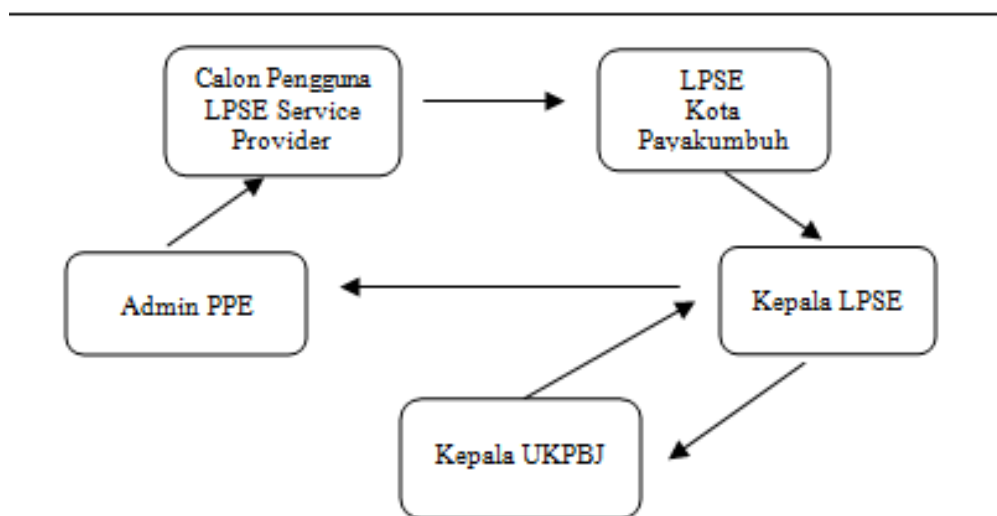 Calon Pengguna
LPSE Service
Provider
LPSE
Kota
Payakumbuh
Admin PPE
Kepala LPSE
Kepala UKPBJ